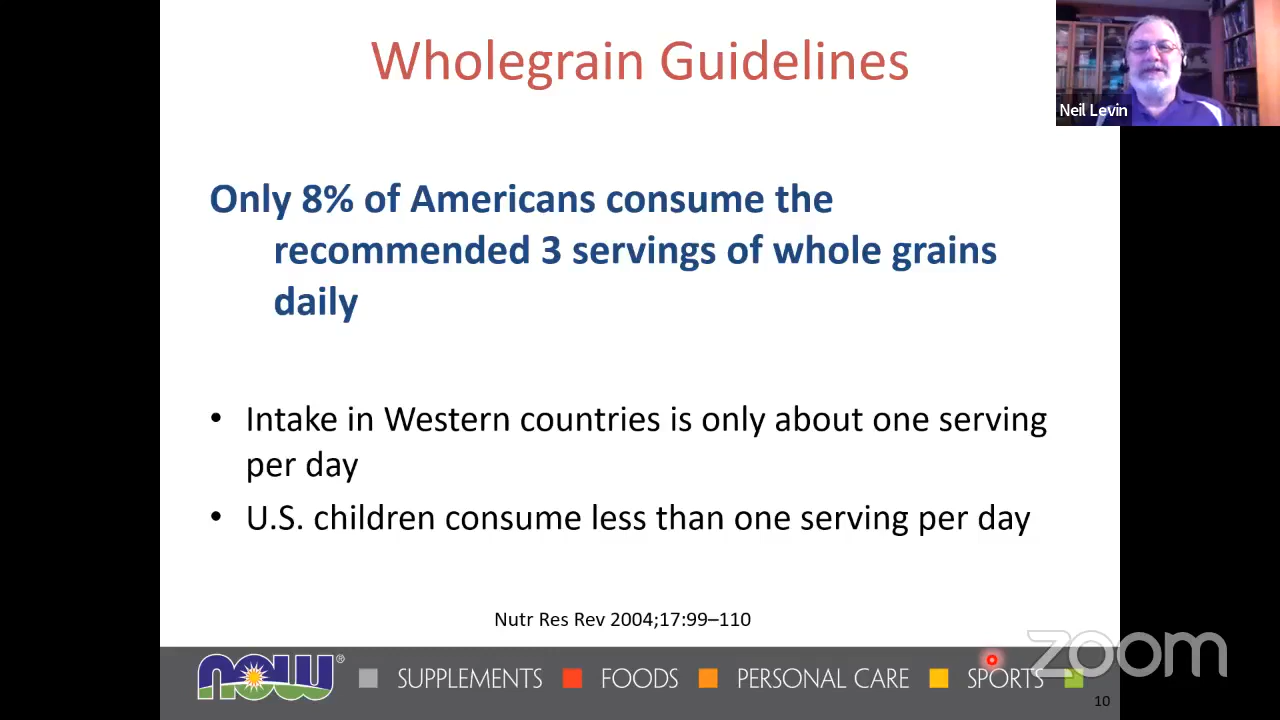 Wholegrain Guidelines
Neil Levin
Only 8% of Americans consume the
recommended 3 servings of whole grains
daily
• Intake in Western countries is only about one serving
per day
• U.S. children consume less than one serving per day
Nutr Res Rev 2004;17:99–110
now® SUPPLEMENTS FOODS PERSONAL CARE SPORTS
zoom
10